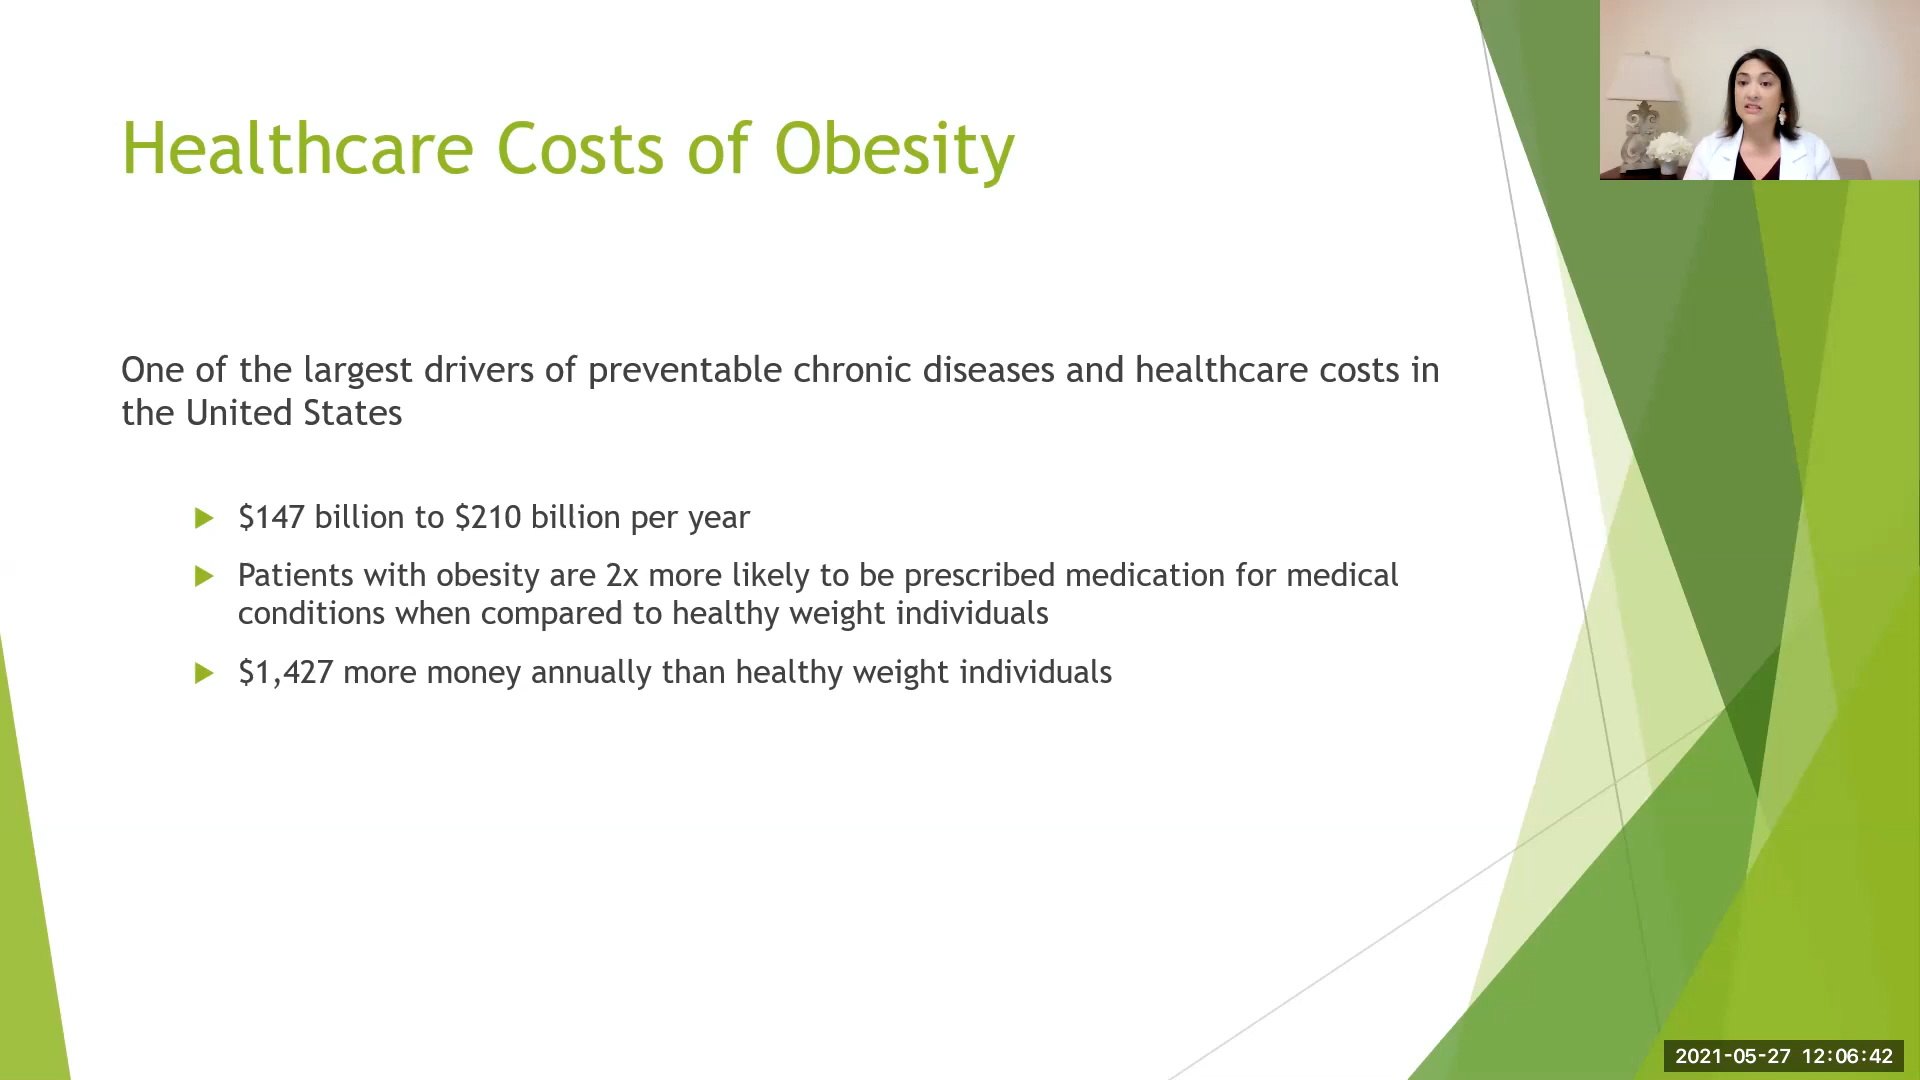 Healthcare Costs of Obesity
One of the largest drivers of preventable chronic diseases and healthcare costs in
the United States
$147 billion to $210 billion per year
Patients with obesity are 2x more likely to be prescribed medication for medical
conditions when compared to healthy weight individuals
$1,427 more money annually than healthy weight individuals
2021-05-27 12:06:42